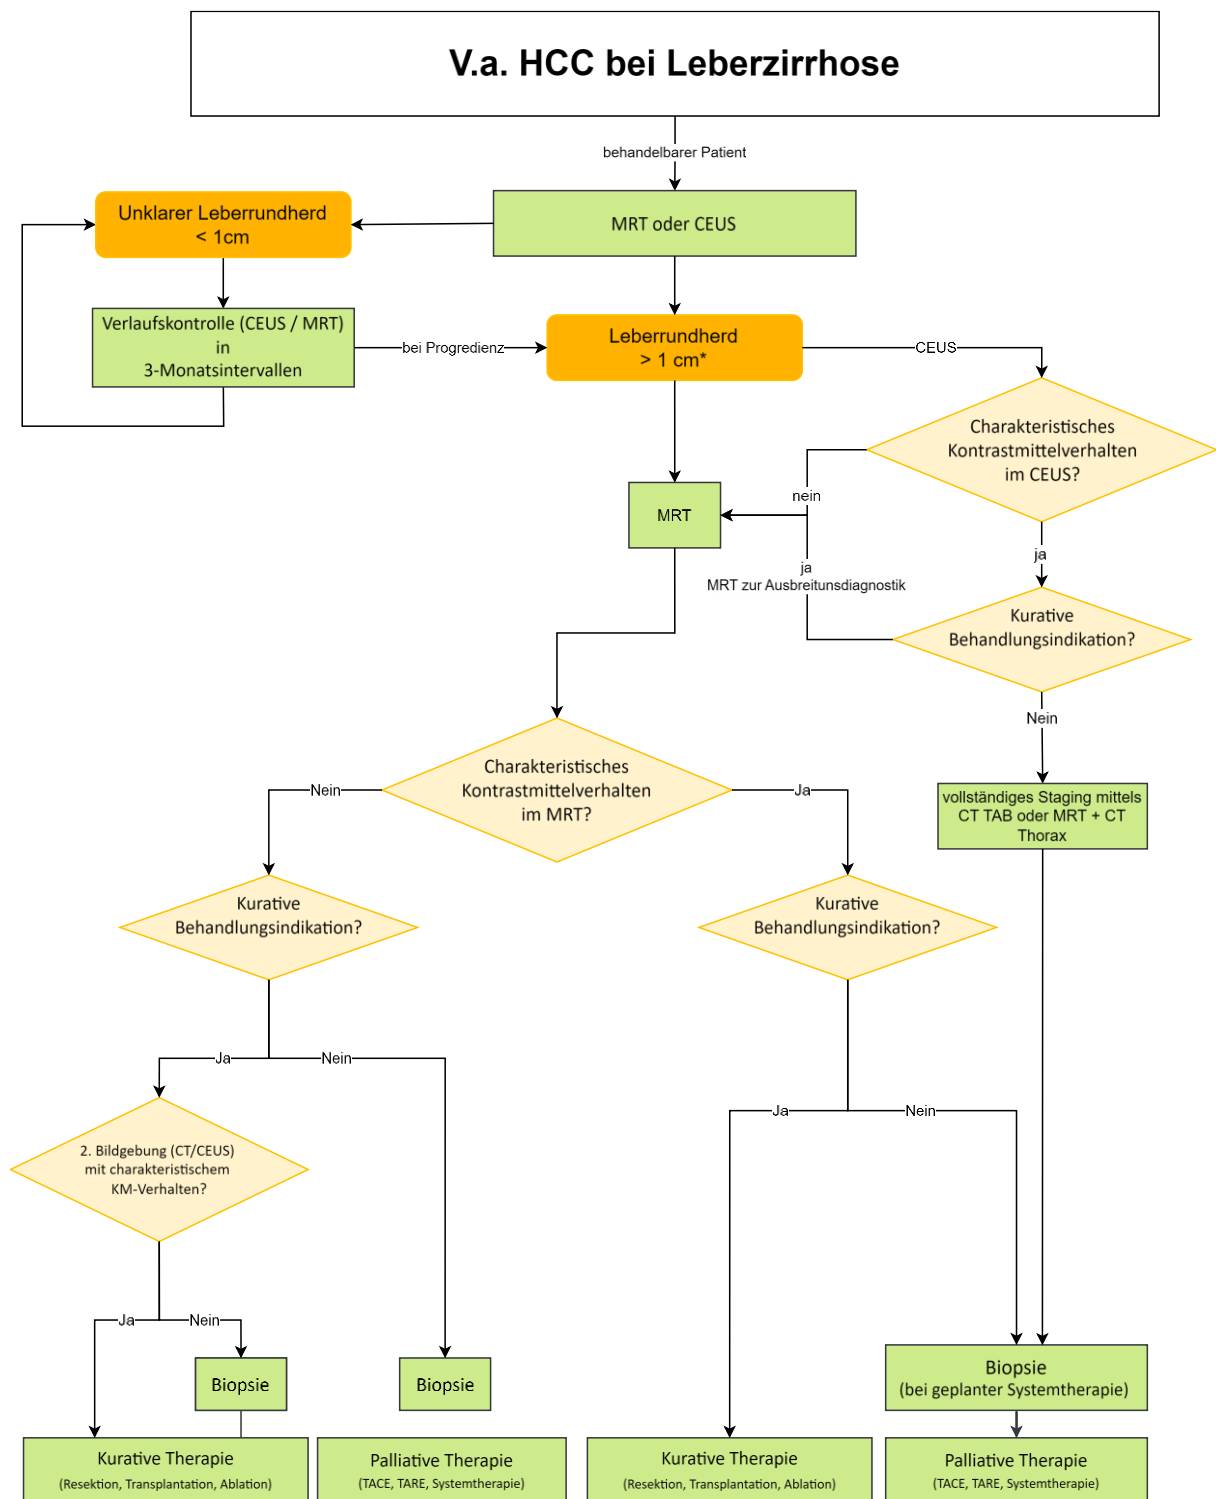 V.a. HCC bei Leberzirrhose
behandelbarer Patient
Unklarer Leberrundherd
< 1cm
MRT oder CEUS
Verlaufskontrolle (CEUS / MRT)
in
3-Monatsintervallen
bei Progredienz
Leberrundherd
> 1 cm*
CEUS
Charakteristisches
Kontrastmittelverhalten
im CEUS?
nein
MRT
ja
ja
MRT zur Ausbreitunsdiagnostik
Kurative
Behandlungsindikation?
Nein
Charakteristisches
Kontrastmittelverhalten
im MRT?
Nein
Ja
vollständiges Staging mittels
CT TAB oder MRT + CT
Thorax
Kurative
Behandlungsindikation?
Kurative
Behandlungsindikation?
Ja
Nein
Ja
Nein
2. Bildgebung (CT/CEUS)
mit charakteristischem
KM-Verhalten?
Ja
Nein
Biopsie
Biopsie
Biopsie
(bei geplanter Systemtherapie)
Kurative Therapie
(Resektion, Transplantation, Ablation)
Palliative Therapie
(TACE, TARE, Systemtherapie)
Kurative Therapie
(Resektion, Transplantation, Ablation)
Palliative Therapie
(TACE, TARE, Systemtherapie)